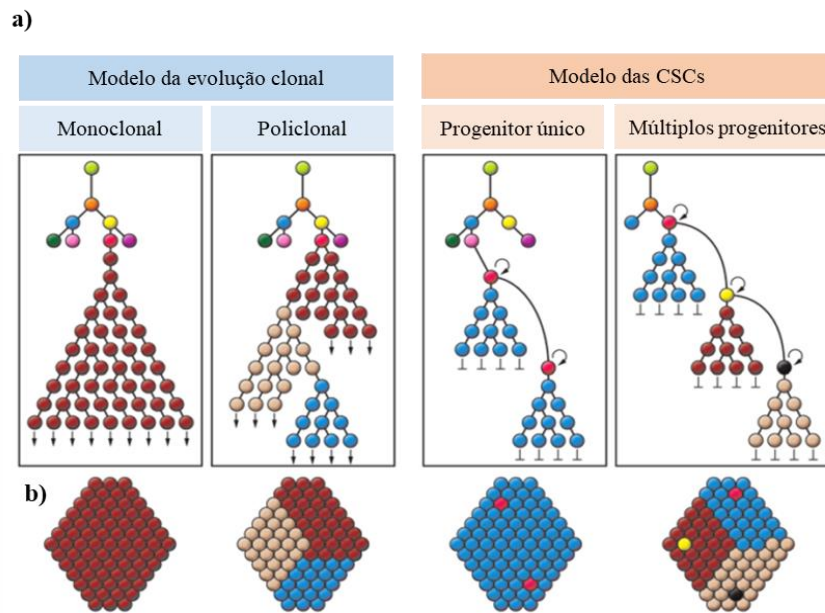 a)
Modelo da evolução clonal
Modelo das CSCs
Monoclonal
Policlonal
Progenitor único
Múltiplos progenitores
b)